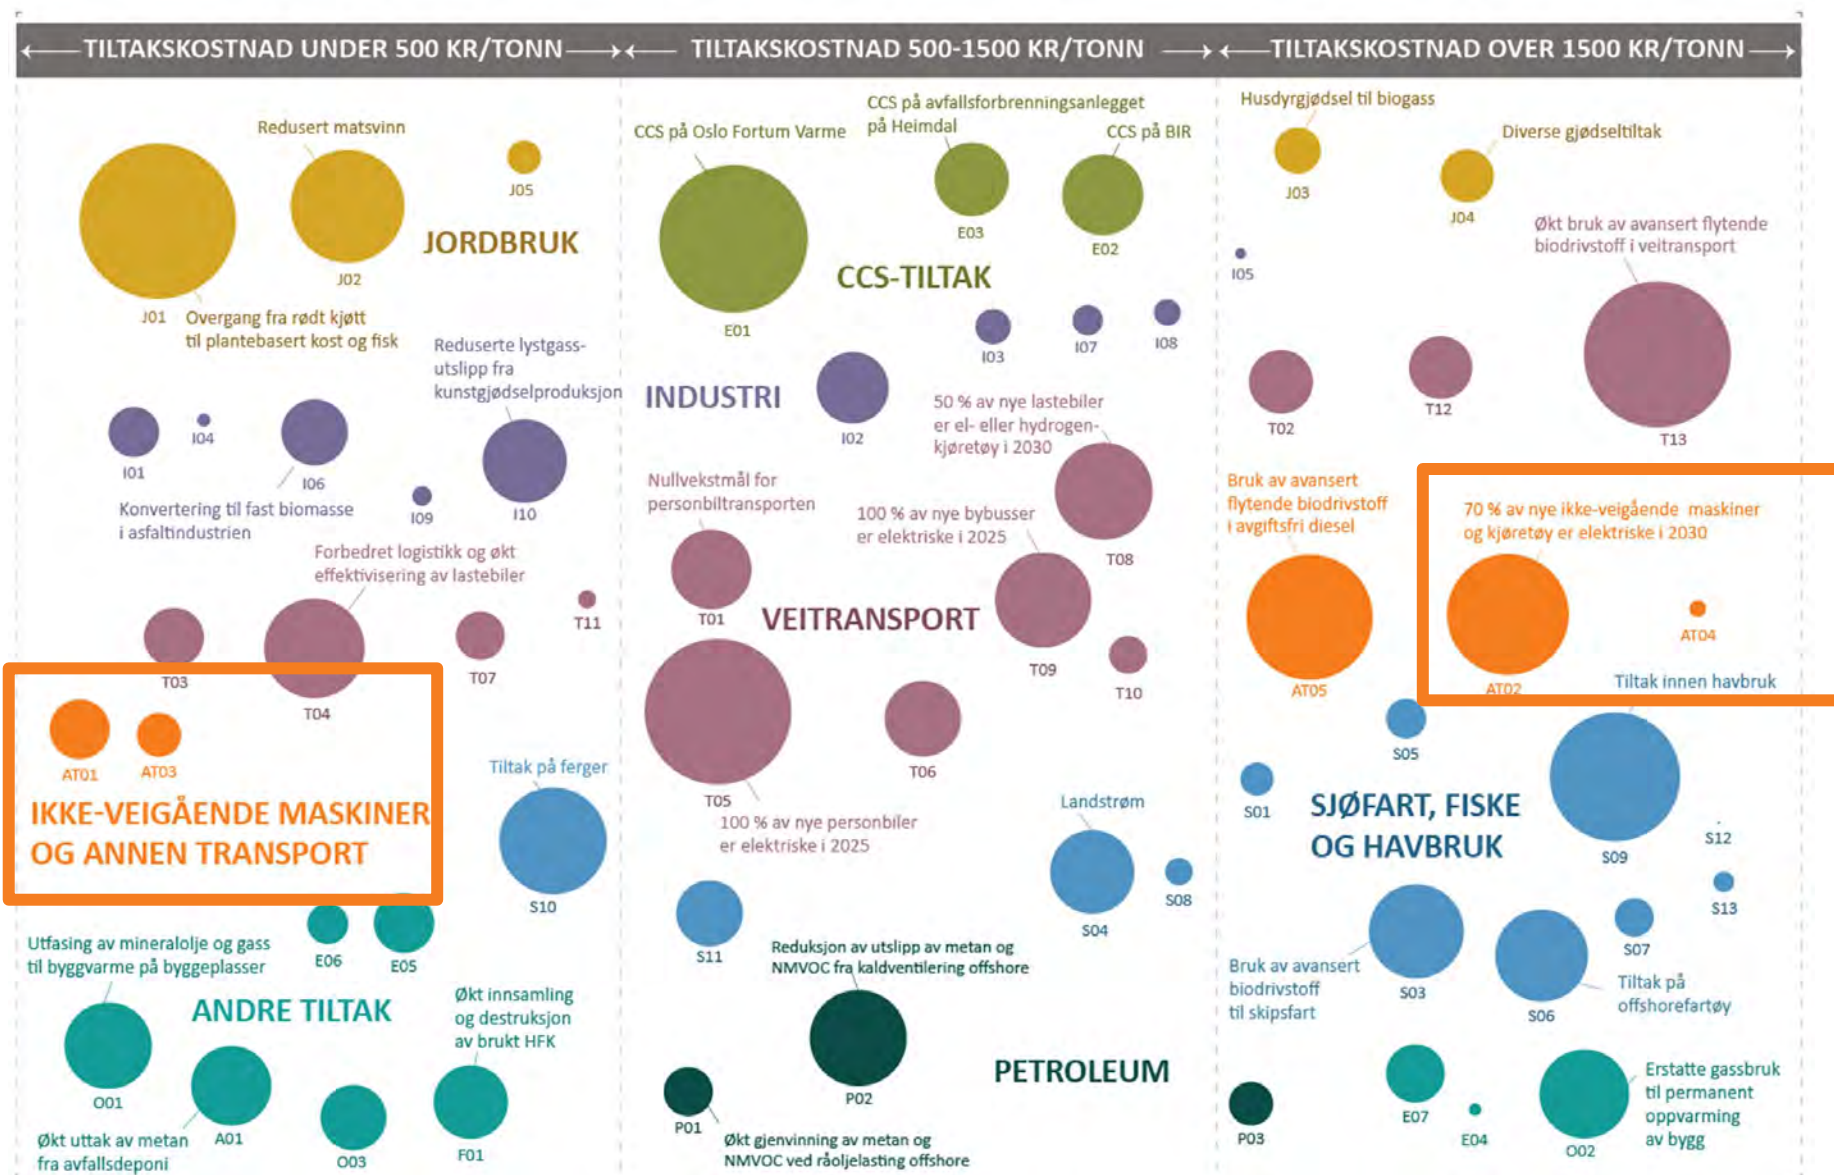 TILTAKSKOSTNAD UNDER 500 KR/TONN
TILTAKSKOSTNAD 500-1500 KR/TONN
TILTAKSKOSTNAD OVER 1500 KR/TONN
Redusert matsvinn
J05
JORDBRUK
J02
J01
Overgang fra rødt kjøtt
til plantebasert kost og fisk
Reduserte lystgass-
utslipp fra
kunstgjødselproduksjon
I01
I04
I06
I09
I10
Konvertering til fast biomasse
i asfaltindustrien
Forbedret logistikk og økt
effektivisering av lastebiler
T11
T03
T04
T07
AT01
AT03
IKKE-VEIGÅENDE MASKINER
OG ANNEN TRANSPORT
Tiltak på ferger
S10
Utfasing av mineralolje og gass
til byggvarme på byggeplasser
E06
E05
ANDRE TILTAK
Økt innsamling
og destruksjon
av brukt HFK
O01
A01
O03
F01
Økt uttak av metan
fra avfallsdeponi
CCS på Oslo Fortum Varme
CCS på avfallsforbrenningsanlegget
på Heimdal
CCS på BIR
E03
E02
CCS-TILTAK
E01
I03
I07
I08
INDUSTRI
I02
50 % av nye lastebiler
er el- eller hydrogen-
kjøretøy i 2030
Nullvekstmål for
personbiltransporten
100 % av nye bybusser
er elektriske i 2025
T08
T01
VEITRANSPORT
T09
T10
T06
T05
100 % av nye personbiler
er elektriske i 2025
Landstrøm
S08
S04
S11
Reduksjon av utslipp av metan og
NMVOC fra kaldventilering offshore
PETROLEUM
P02
P01
Økt gjenvinning av metan og
NMVOC ved råoljelasting offshore
Husdyrgjødsel til biogass
Diverse gjødseltiltak
J03
J04
Økt bruk av avansert flytende
biodrivstoff i veitransport
I05
T02
T12
T13
Bruk av avansert
flytende biodrivstoff
i avgiftsfri diesel
70 % av nye ikke-veigående maskiner
og kjøretøy er elektriske i 2030
AT04
AT05
AT02
Tiltak innen havbruk
S05
S01
SJØFART, FISKE
OG HAVBRUK
S09
S12
S13
S07
Bruk av avansert
biodrivstoff
til skipsfart
S03
S06
Tiltak på
offshorefartøy
Erstatte gassbruk
til permanent
oppvarming
av bygg
P03
E07
E04
O02